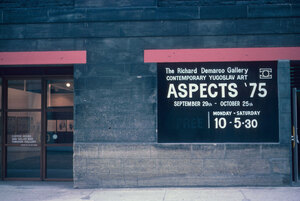 The Richard Demarco Gallery
CONTEMPORARY YUGOSLAV ART
ASPECTS '75
SEPTEMBER 29th - OCTOBER 25th
MONDAY - SATURDAY
10-5·30